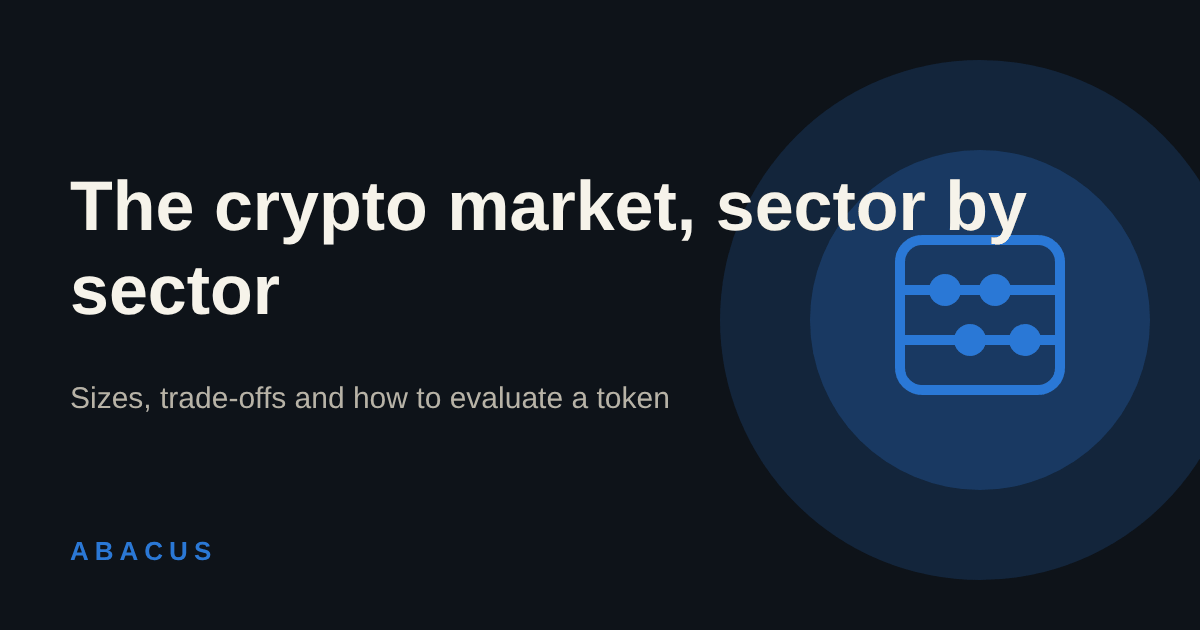 The crypto market, sector by
sector
Sizes, trade-offs and how to evaluate a token
ABACUS